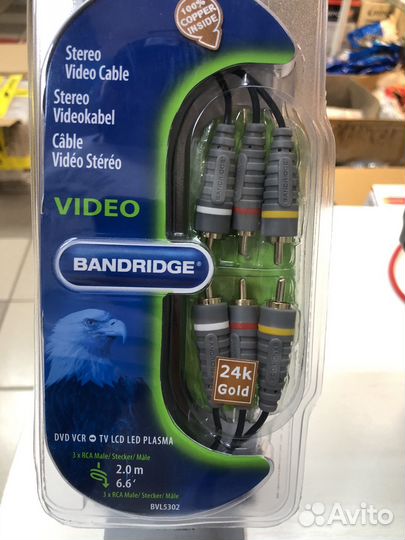 100%
COPPER
INSIDE
Stereo
Video Cable
Stereo
Videokabel
Câble
Vidéo Stéréo
VIDEO
BANDRIDGE®
BANDRIDGE
24k
Gold
DVD VCR TV LCD LED PLASMA
3 x RCA Male/ Stecker/ Mâle
2.0 m
6.6'
3 x RCA Male/ Stecker/ Mâle
BVL5302
Avito